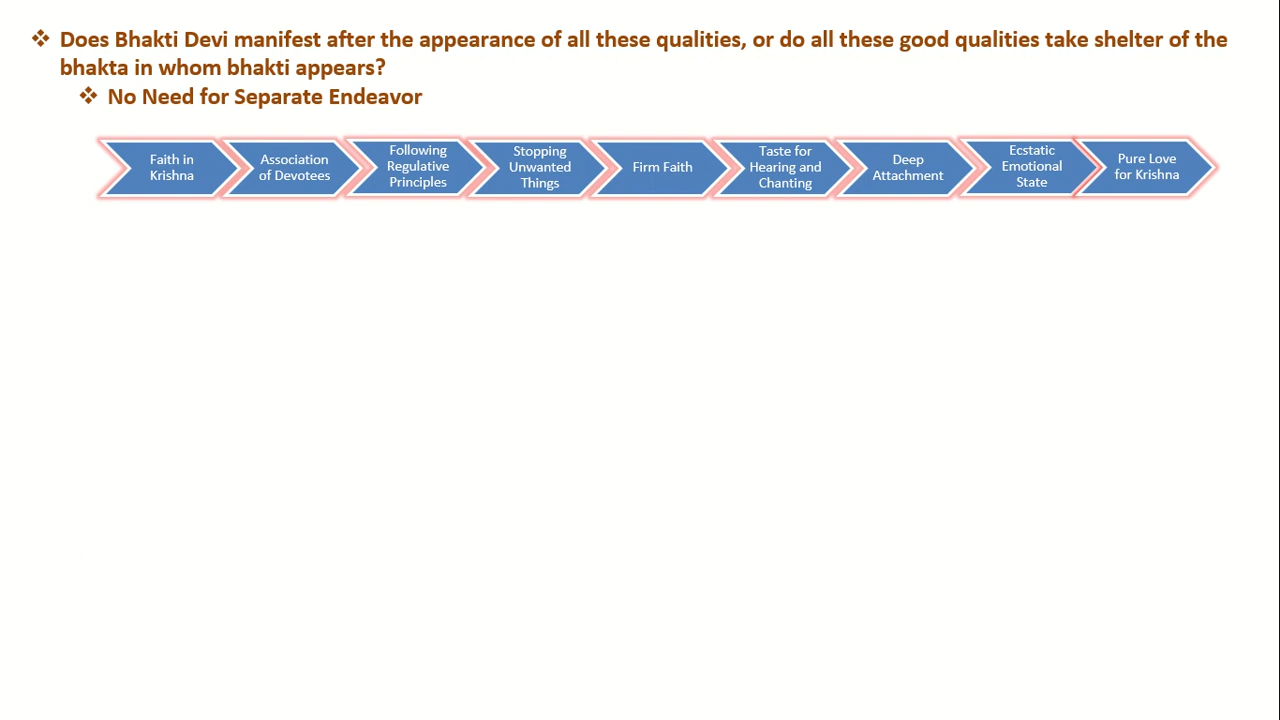 ❖ Does Bhakti Devi manifest after the appearance of all these qualities, or do all these good qualities take shelter of the
bhakta in whom bhakti appears?
❖ No Need for Separate Endeavor
Faith in
Krishna
Association
of Devotees
Following
Regulative
Principles
Stopping
Unwanted
Things
Firm Faith
Taste for
Hearing and
Chanting
Deep
Attachment
Ecstatic
Emotional
State
Pure Love
for Krishna